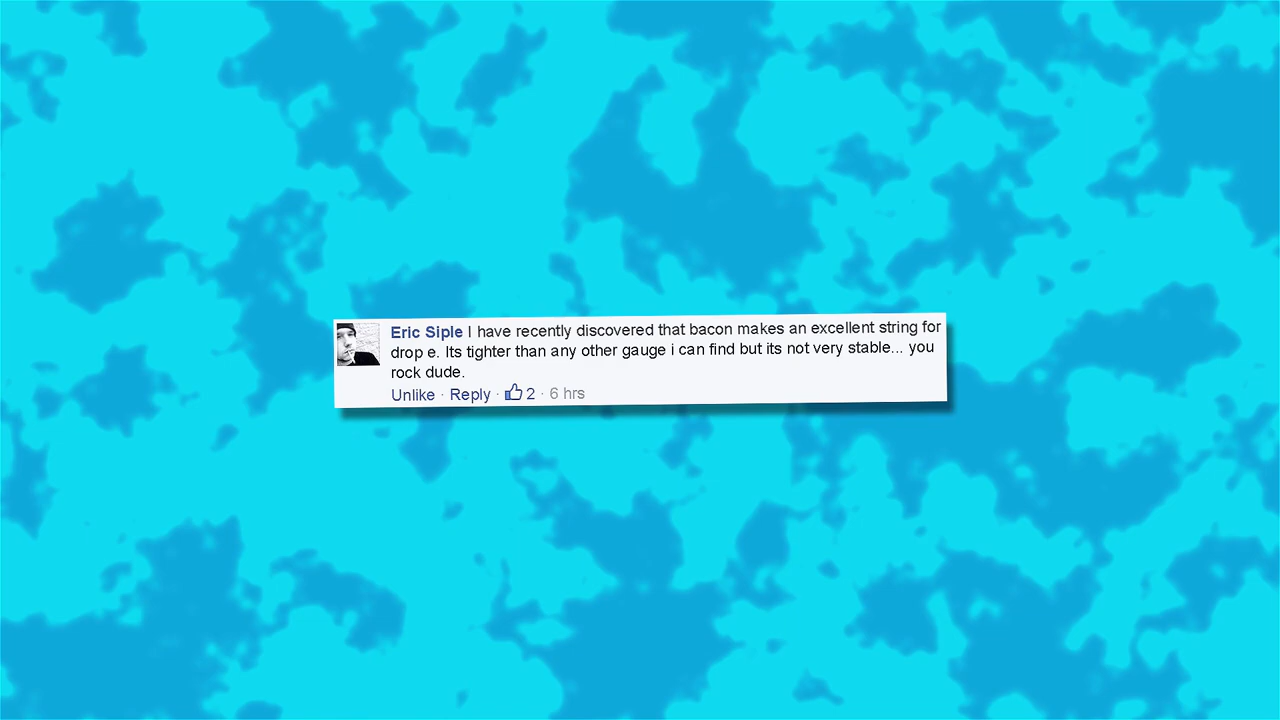 Eric Siple I have recently discovered that bacon makes an excellent string for
drop e. Its tighter than any other gauge i can find but its not very stable... you
rock dude.
Unlike · Reply · 2 · 6 hrs